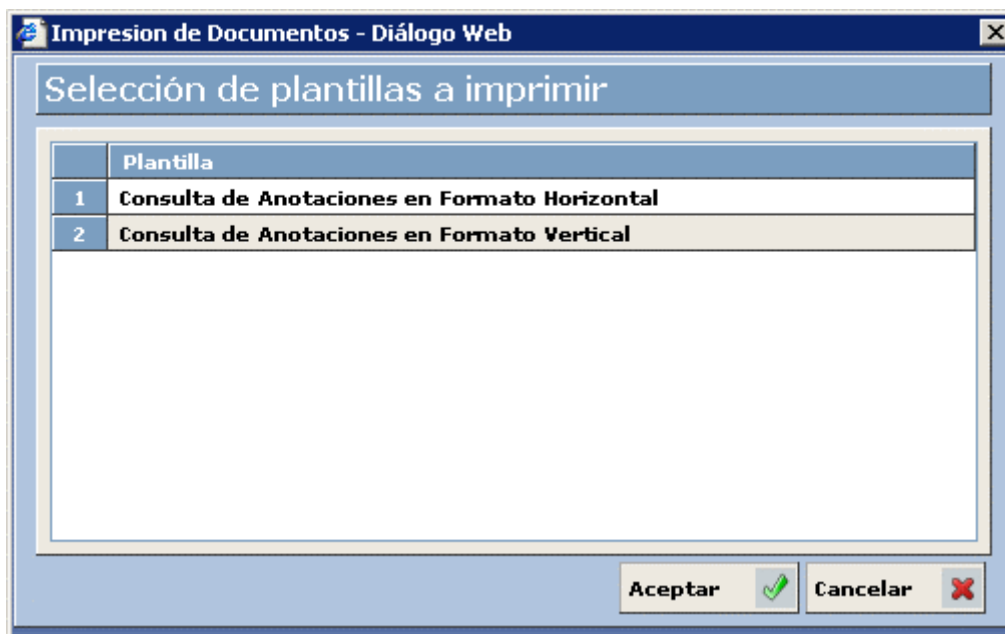 Impresion de Documentos - Diálogo Web
Selección de plantillas a imprimir
Plantilla
1 Consulta de Anotaciones en Formato Horizontal
2 Consulta de Anotaciones en Formato Vertical
Aceptar Cancelar